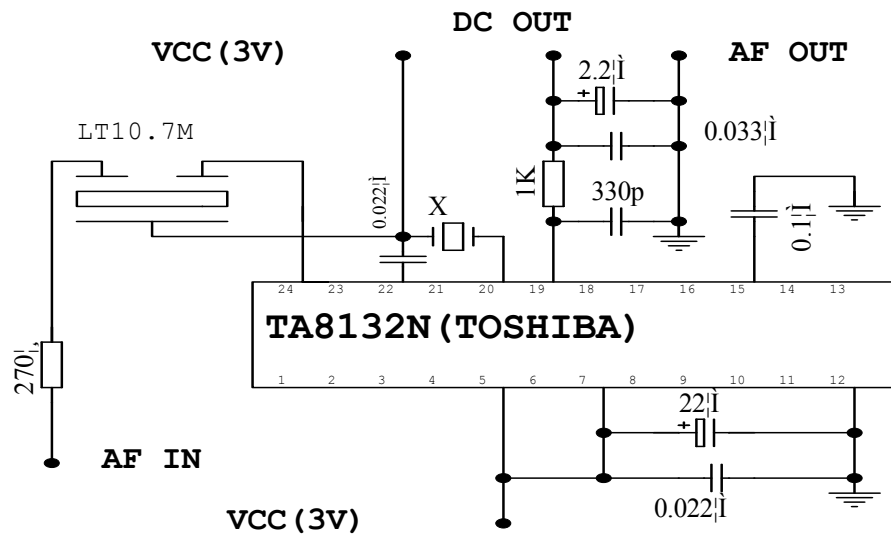 DC OUT
VCC(3V)
AF OUT
2.2¦Ì
+
LT10.7M
0.033¦Ì
1K
0.022¦Ì
X
330p
0.1¦Ì
24 23 22 21 20 19 18 17 16 15 14 13
TA8132N(TOSHIBA)
270¦¸
1 2 3 4 5 6 7 8 9 10 11 12
22¦Ì
+
AF IN
0.022¦Ì
VCC(3V)